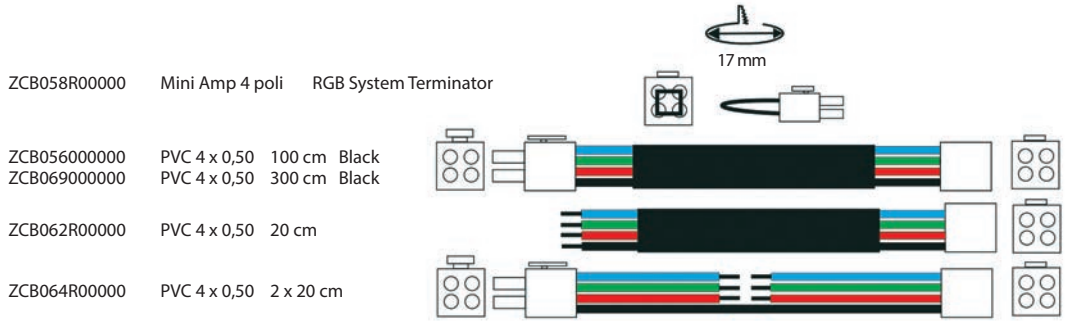 17 mm
ZCB058R00000 Mini Amp 4 poli RGB System Terminator
ZCB056000000 PVC 4 x 0,50 100 cm Black
ZCB069000000 PVC 4 x 0,50 300 cm Black
ZCB062R00000 PVC 4 x 0,50 20 cm
ZCB064R00000 PVC 4 x 0,50 2 x 20 cm